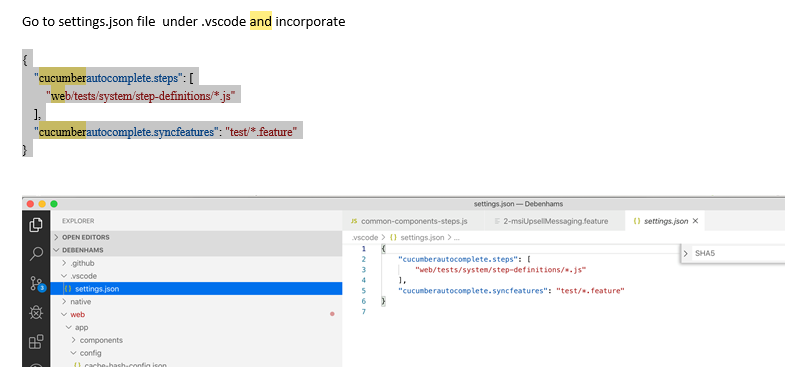 Go to settings.json file under .vscode and incorporate
{
"cucumberautocomplete.steps": [
"web/tests/system/step-definitions/*.js"
],
"cucumberautocomplete.syncfeatures": "test/*.feature"
}
settings.json — Debenhams
EXPLORER
JS common-components-steps.js
2-msiUpsellMessaging.feature
{} settings.json ×
> OPEN EDITORS
.vscode > {} settings.json > ...
DEBENHAMS
> .github
.vscode
{} settings.json
> native
web
app
> components
config
{} cache-hash-config.json
3
1 {
2 "cucumberautocomplete.steps": [
3 "web/tests/system/step-definitions/*.js"
4 ],
5 "cucumberautocomplete.syncfeatures": "test/*.feature"
6 }
7
> SHA5